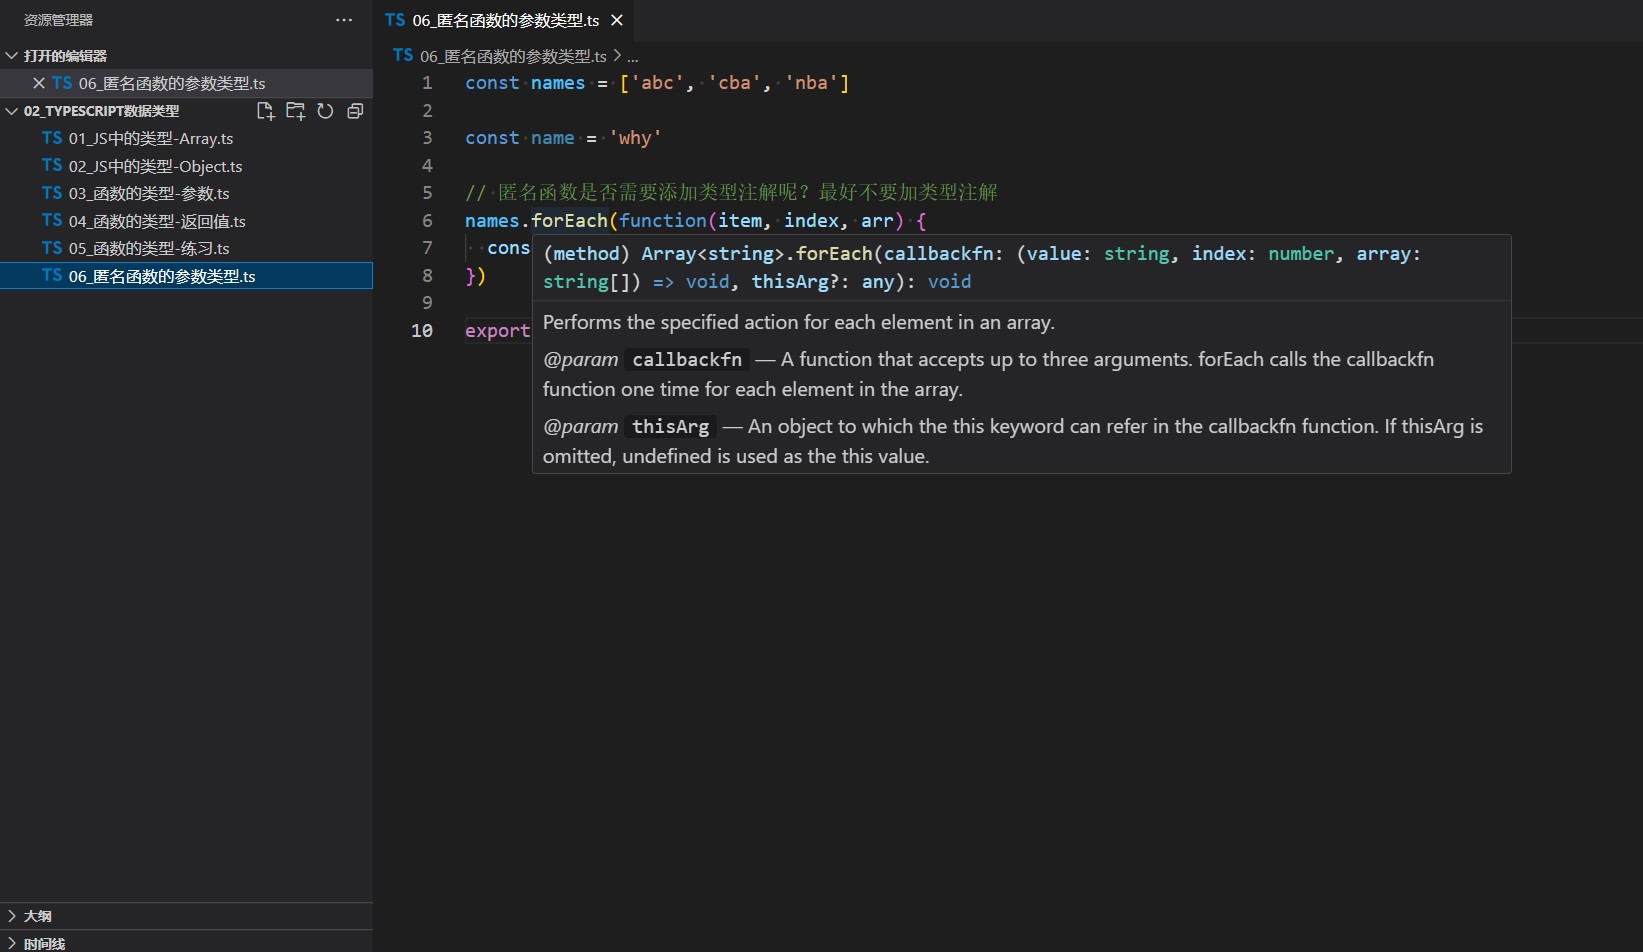 资源管理器
打开的编辑器
TS 06_匿名函数的参数类型.ts
02_TYPESCRIPT数据类型
TS 01_JS中的类型-Array.ts
TS 02_JS中的类型-Object.ts
TS 03_函数的类型-参数.ts
TS 04_函数的类型-返回值.ts
TS 05_函数的类型-练习.ts
TS 06_匿名函数的参数类型.ts
大纲
时间线
TS 06_匿名函数的参数类型.ts
TS 06_匿名函数的参数类型.ts > ...
1 const names = ['abc', 'cba', 'nba']
2
3 const name = 'why'
4
5 // 匿名函数是否需要添加类型注解呢? 最好不要加类型注解
6 names.forEach(function(item, index, arr) {
7 cons
8 })
9
10 export
(method) Array<string>.forEach(callbackfn: (value: string, index: number, array:
string[]) => void, thisArg?: any): void
Performs the specified action for each element in an array.
@param callbackfn — A function that accepts up to three arguments. forEach calls the callbackfn
function one time for each element in the array.
@param thisArg — An object to which the this keyword can refer in the callbackfn function. If thisArg is
omitted, undefined is used as the this value.